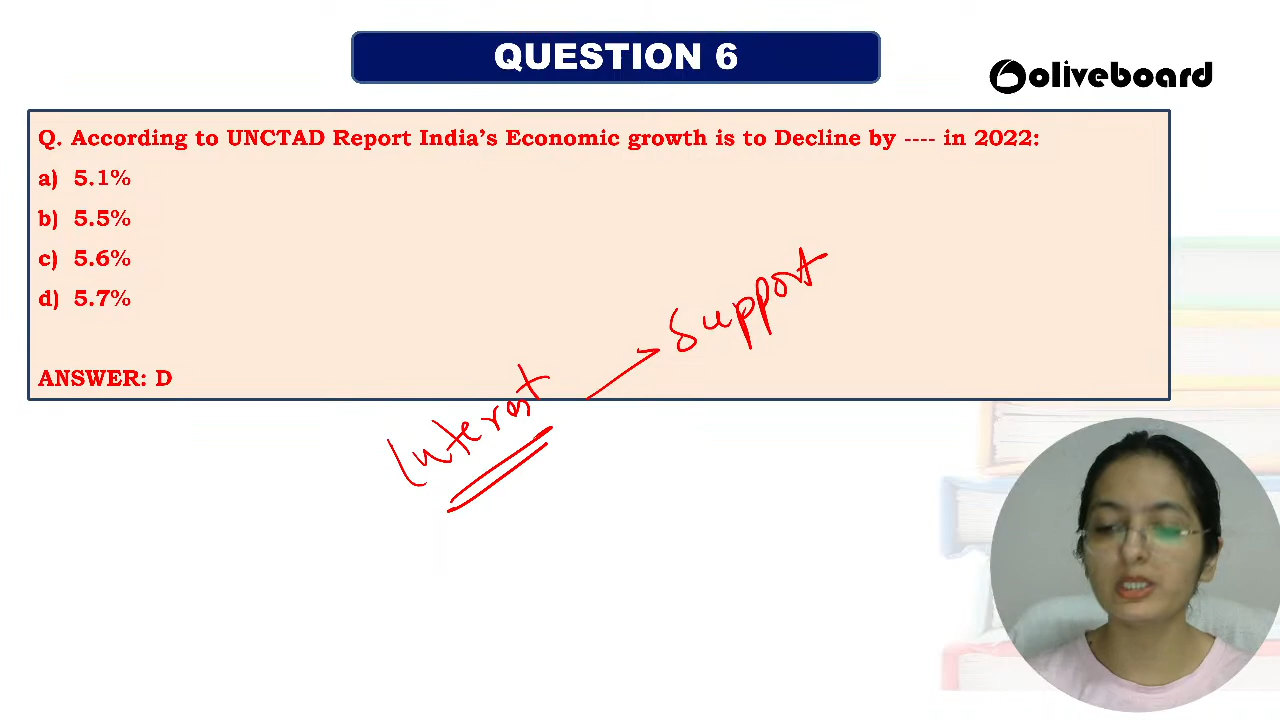 QUESTION 6
oliveboard
Q. According to UNCTAD Report India's Economic growth is to Decline by ---- in 2022:
a) 5.1%
b) 5.5%
c) 5.6%
d) 5.7%
Support
ANSWER: D
Interest